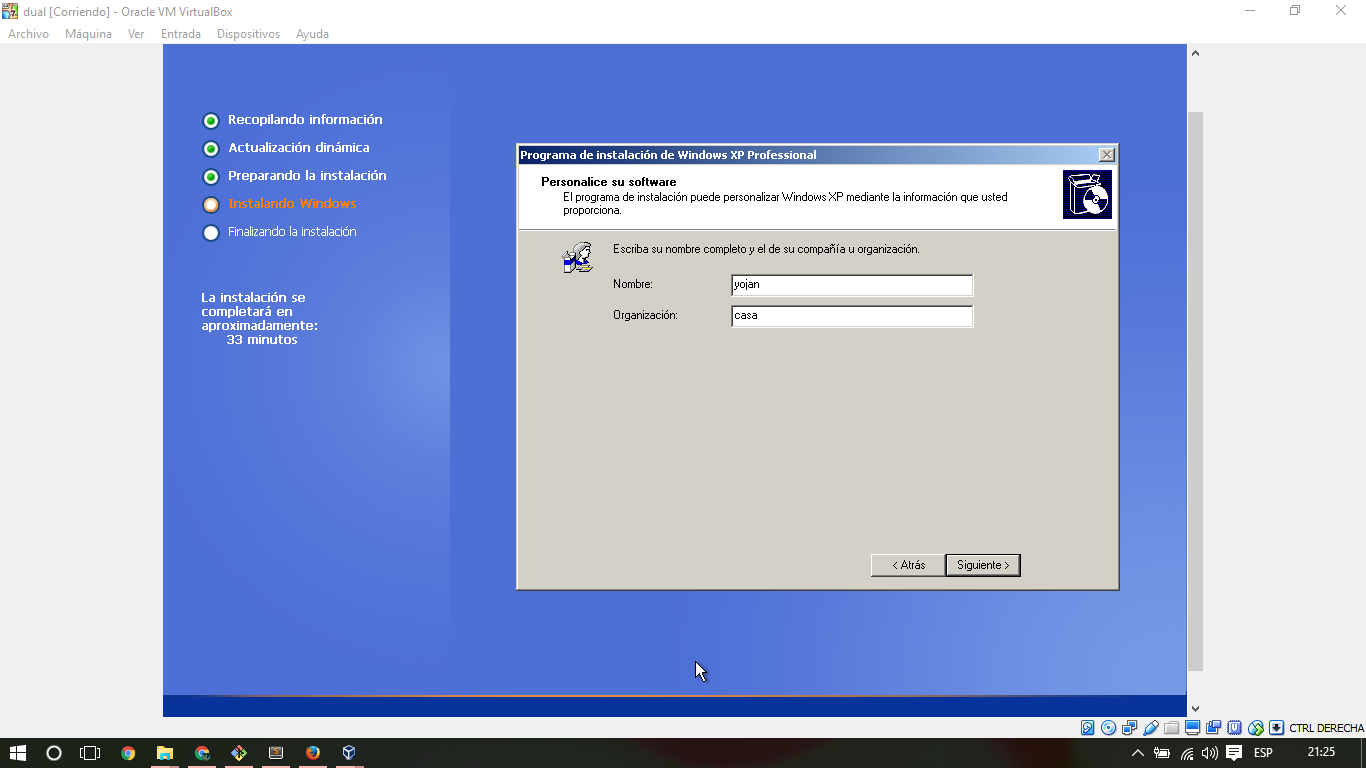 dual [Corriendo] - Oracle VM VirtualBox
Archivo Máquina Ver Entrada Dispositivos Ayuda
Recopilando información
Actualización dinámica
Preparando la instalación
Instalando Windows
Finalizando la instalación
La instalación se
completará en
aproximadamente:
33 minutos
Programa de instalación de Windows XP Professional
Personalice su software
El programa de instalación puede personalizar Windows XP mediante la información que usted
proporciona.
Escriba su nombre completo y el de su compañía u organización.
Nombre: yojan
Organización: casa
< Atrás Siguiente >
CTRL DERECHA
ESP 21:25